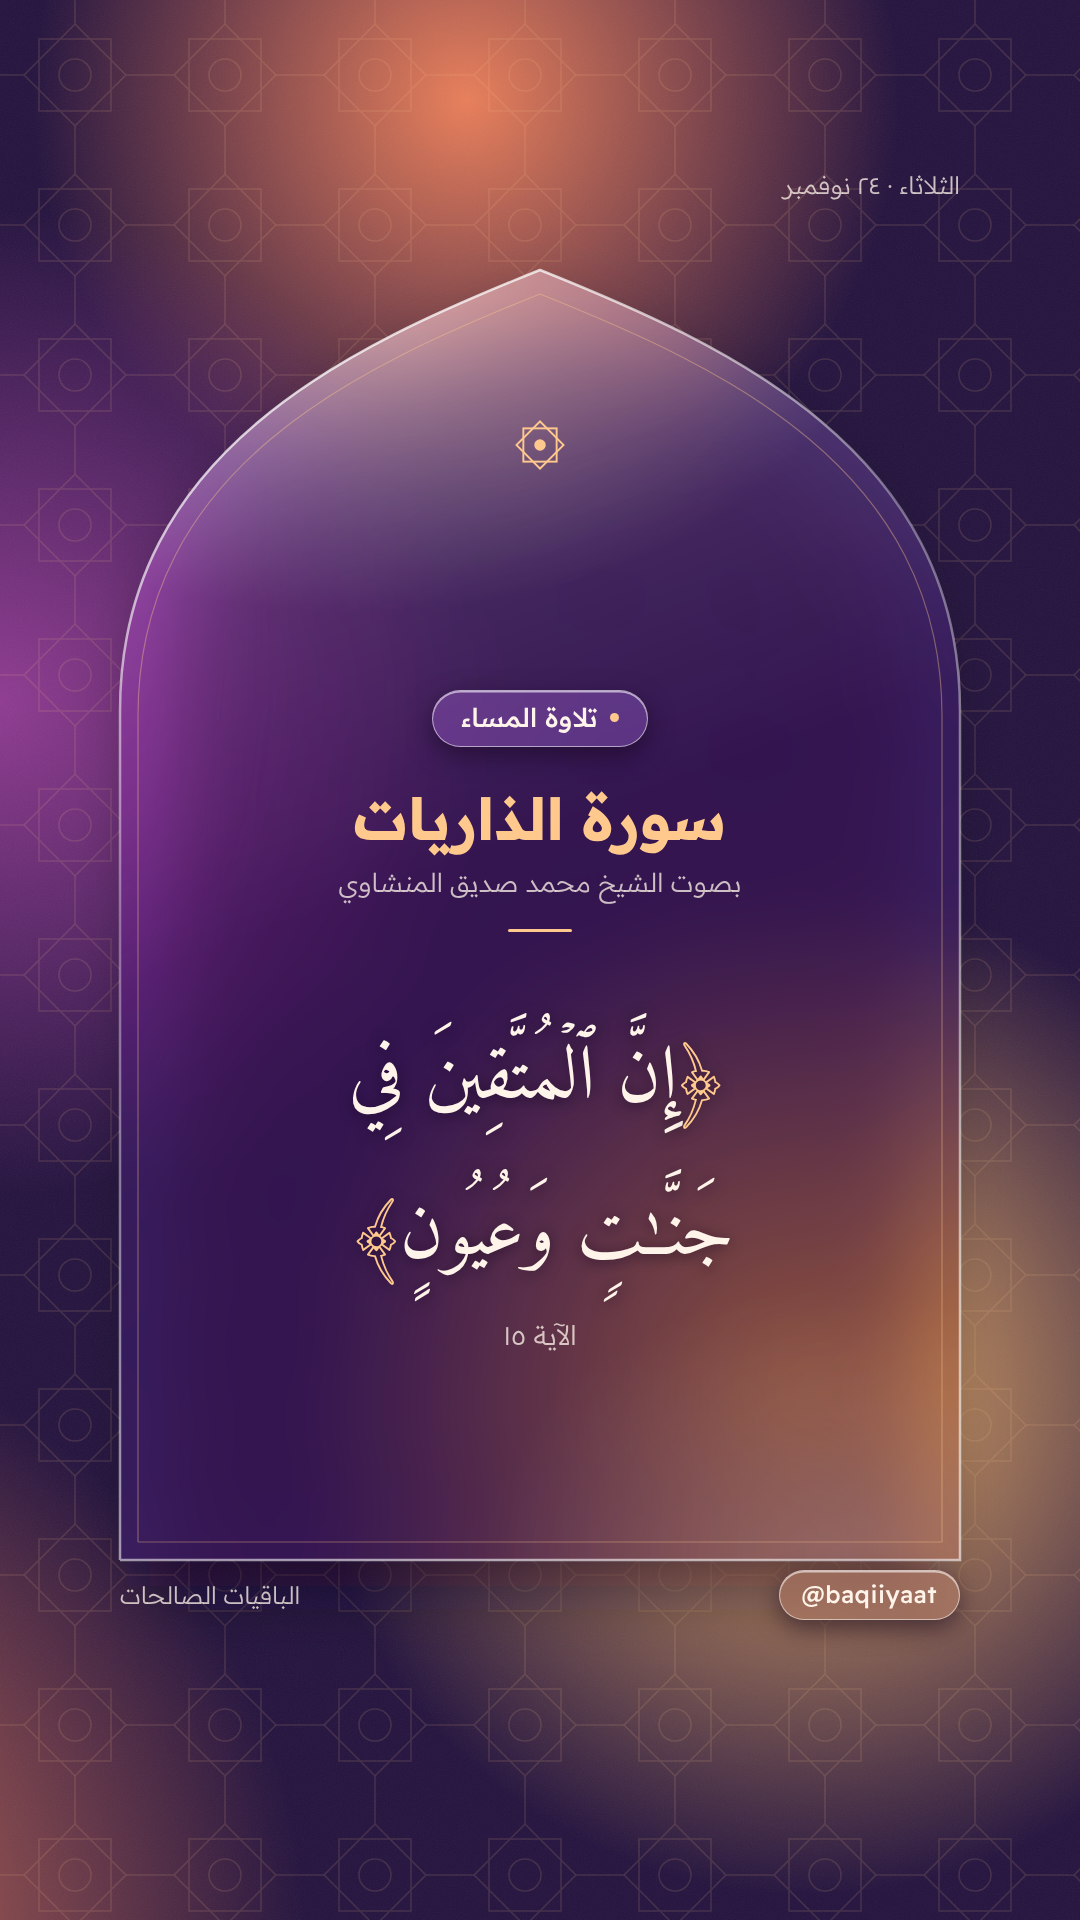 الثلاثاء · ٢٤ نوفمبر
تلاوة المساء
سورة الذاريات
بصوت الشيخ محمد صديق المنشاوي
﴿إِنَّ ٱلۡمُتَّقِينَ فِي
جَنَّـٰتٖ وَعُيُونٍ﴾
الآية ١٥
@baqiiyaat
الباقيات الصالحات